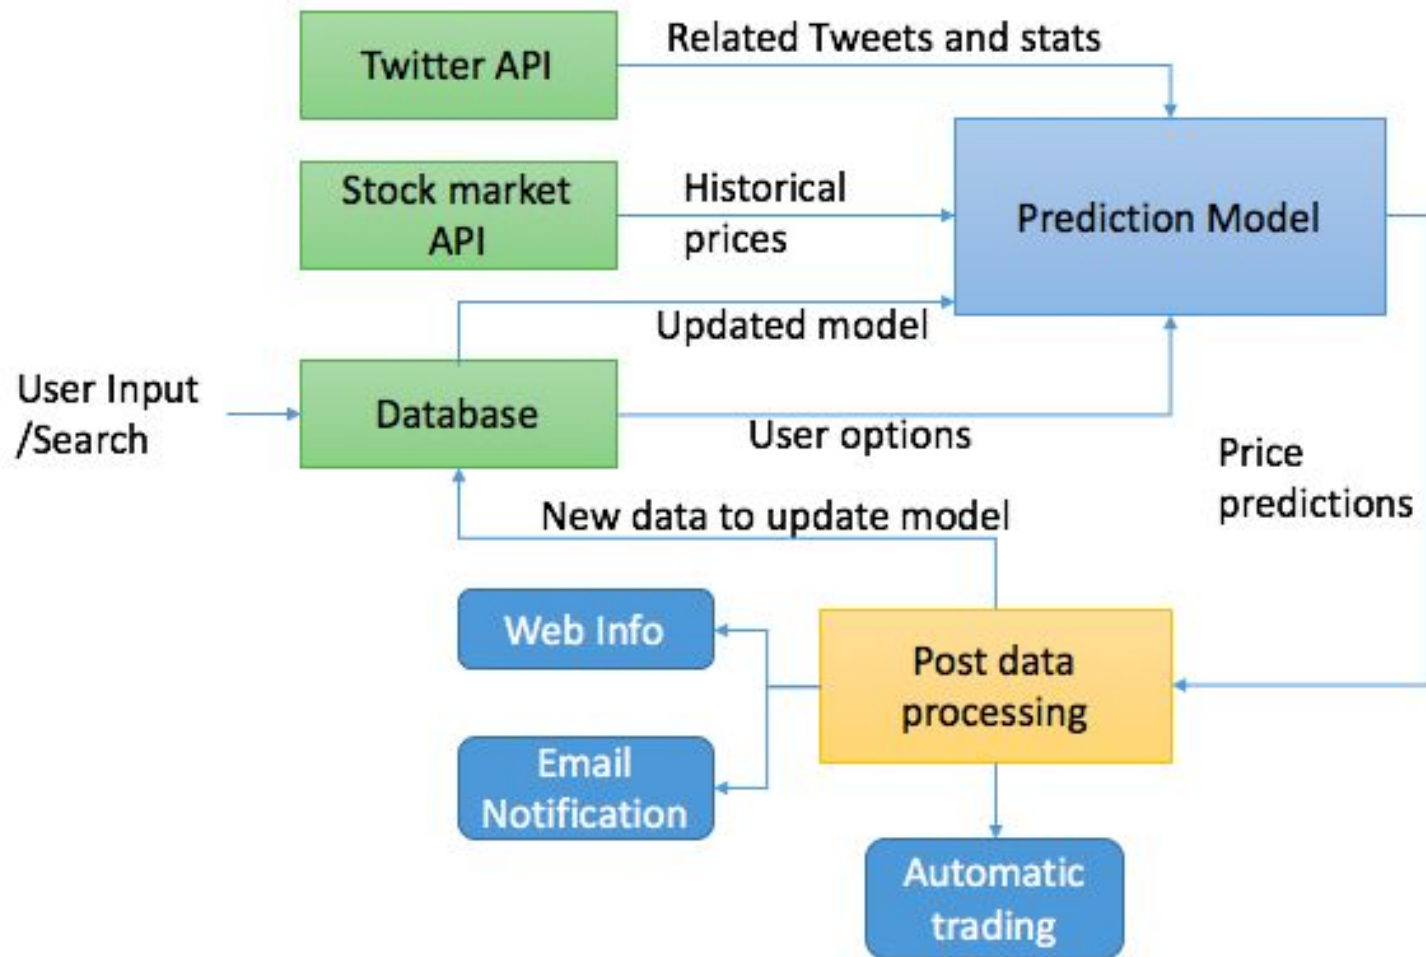 Related Tweets and stats
Twitter API
Stock market
API
Historical
prices
Prediction Model
Updated model
User Input
/Search
Database
User options
Price
predictions
New data to update model
Web Info
Post data
processing
Email
Notification
Automatic
trading